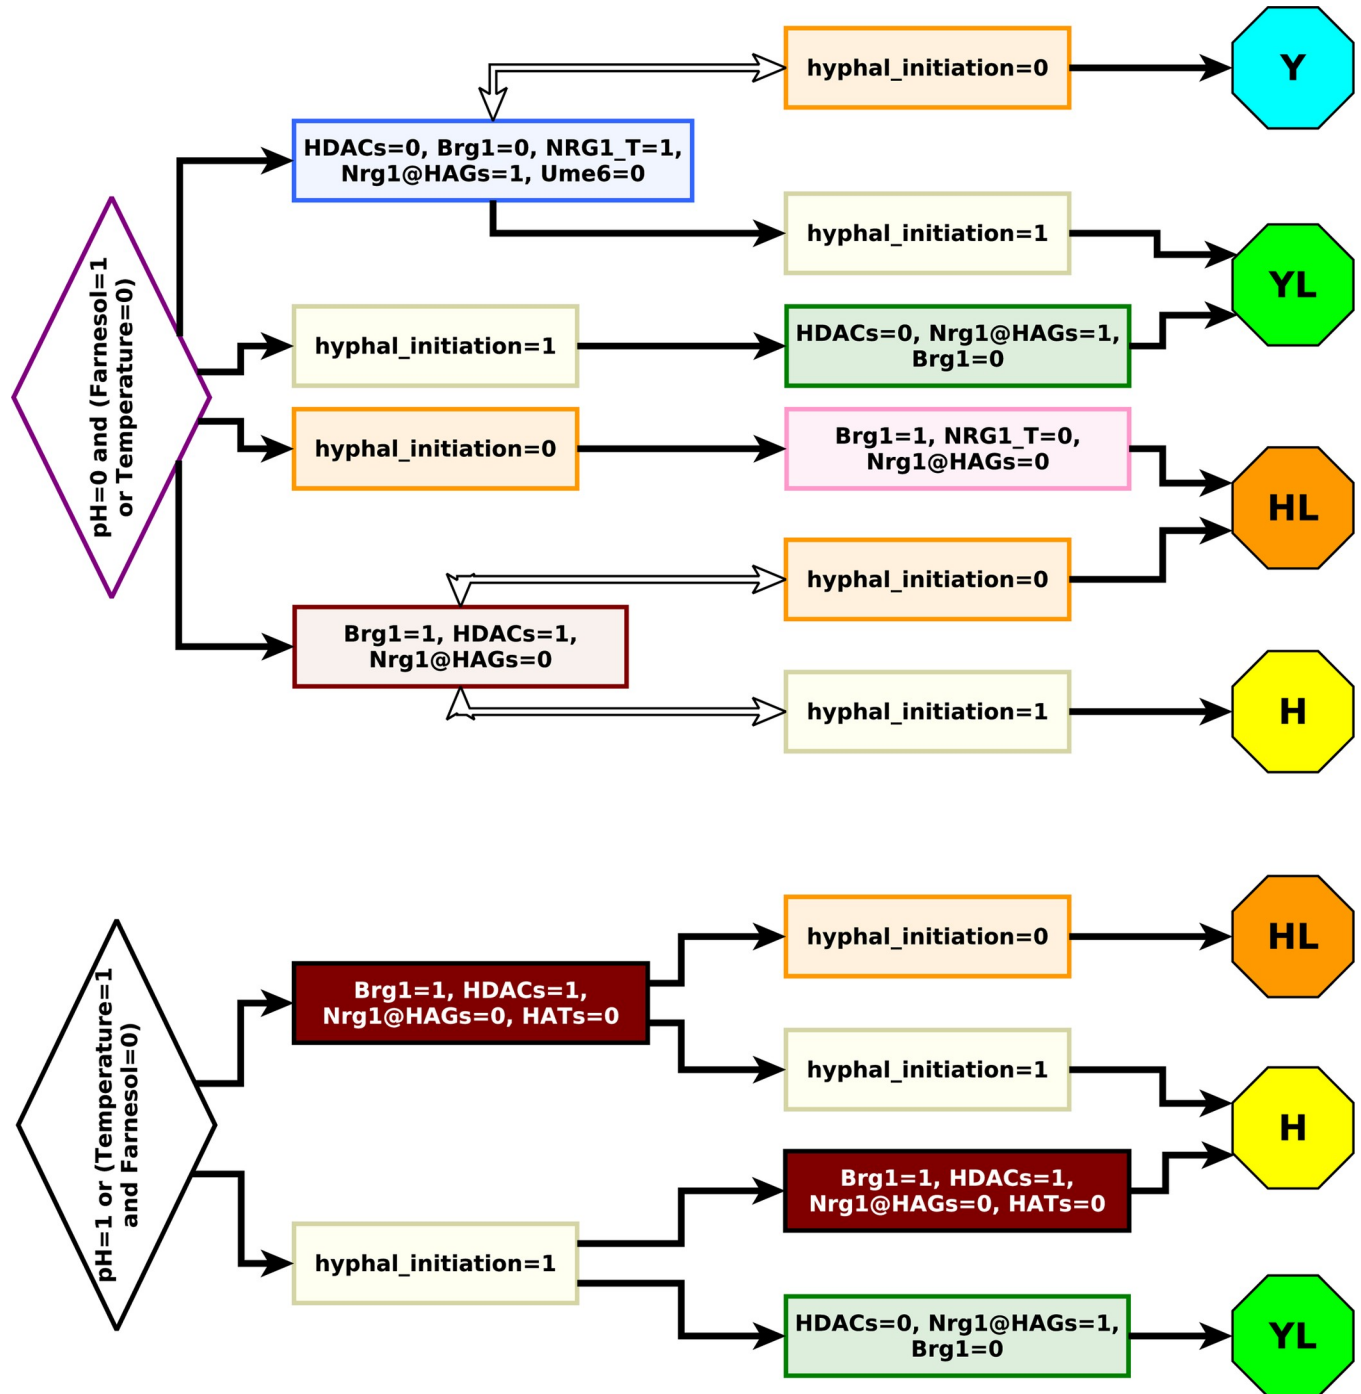 pH=0 and (Farnesol=1
or Temperature=0)
hyphal_initiation=0
Y
HDACs=0, Brg1=0, NRG1_T=1,
Nrg1@HAGs=1, Ume6=0
hyphal_initiation=1
YL
hyphal_initiation=1
HDACs=0, Nrg1@HAGs=1,
Brg1=0
hyphal_initiation=0
Brg1=1, NRG1_T=0,
Nrg1@HAGs=0
HL
hyphal_initiation=0
Brg1=1, HDACs=1,
Nrg1@HAGs=0
hyphal_initiation=1
H
pH=1 or (Temperature=1
and Farnesol=0)
hyphal_initiation=0
HL
Brg1=1, HDACs=1,
Nrg1@HAGs=0, HATs=0
hyphal_initiation=1
H
Brg1=1, HDACs=1,
Nrg1@HAGs=0, HATs=0
hyphal_initiation=1
HDACs=0, Nrg1@HAGs=1,
Brg1=0
YL